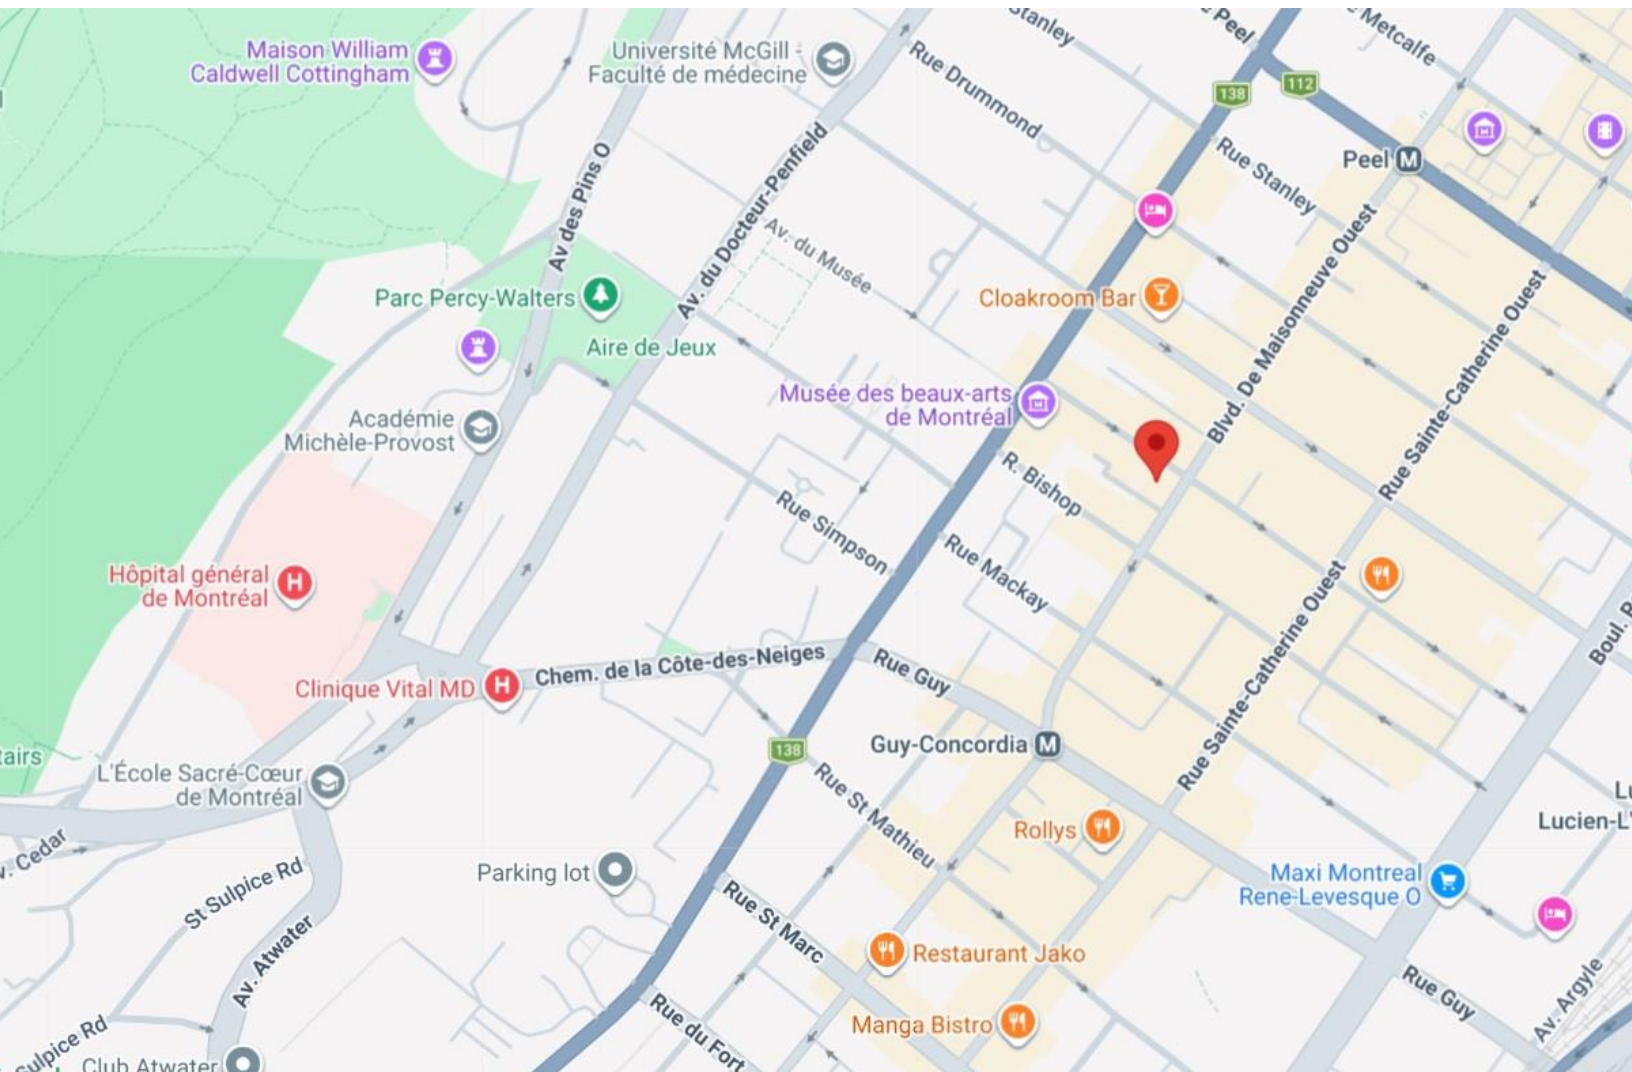 Stanley
Peel
Metcalfe
Maison William
Caldwell Cottingham
Université McGill -
Faculté de médecine
Rue Drummond
138
112
Peel
Rue Stanley
Av des Pins O
Av. du Docteur-Penfield
Av. du Musée
Parc Percy-Walters
Aire de Jeux
Cloakroom Bar
Blvd. De Maisonneuve Ouest
Rue Sainte-Catherine Ouest
Musée des beaux-arts
de Montréal
Académie
Michèle-Provost
R. Bishop
Rue Simpson
Rue Mackay
Hôpital général
de Montréal
Chem. de la Côte-des-Neiges
Clinique Vital MD
Rue Guy
Rue Sainte-Catherine Ouest
Boul.
Guy-Concordia
138
tairs
L'École Sacré-Cœur
de Montréal
Rue St Mathieu
Rollys
Lucien-L'
Cedar
St Sulpice Rd
Parking lot
Maxi Montreal
Rene-Levesque O
Rue St Marc
Av. Atwater
Restaurant Jako
Rue Guy
Av. Argyle
Manga Bistro
Rue du Fort
Sulpice Rd
Club Atwater